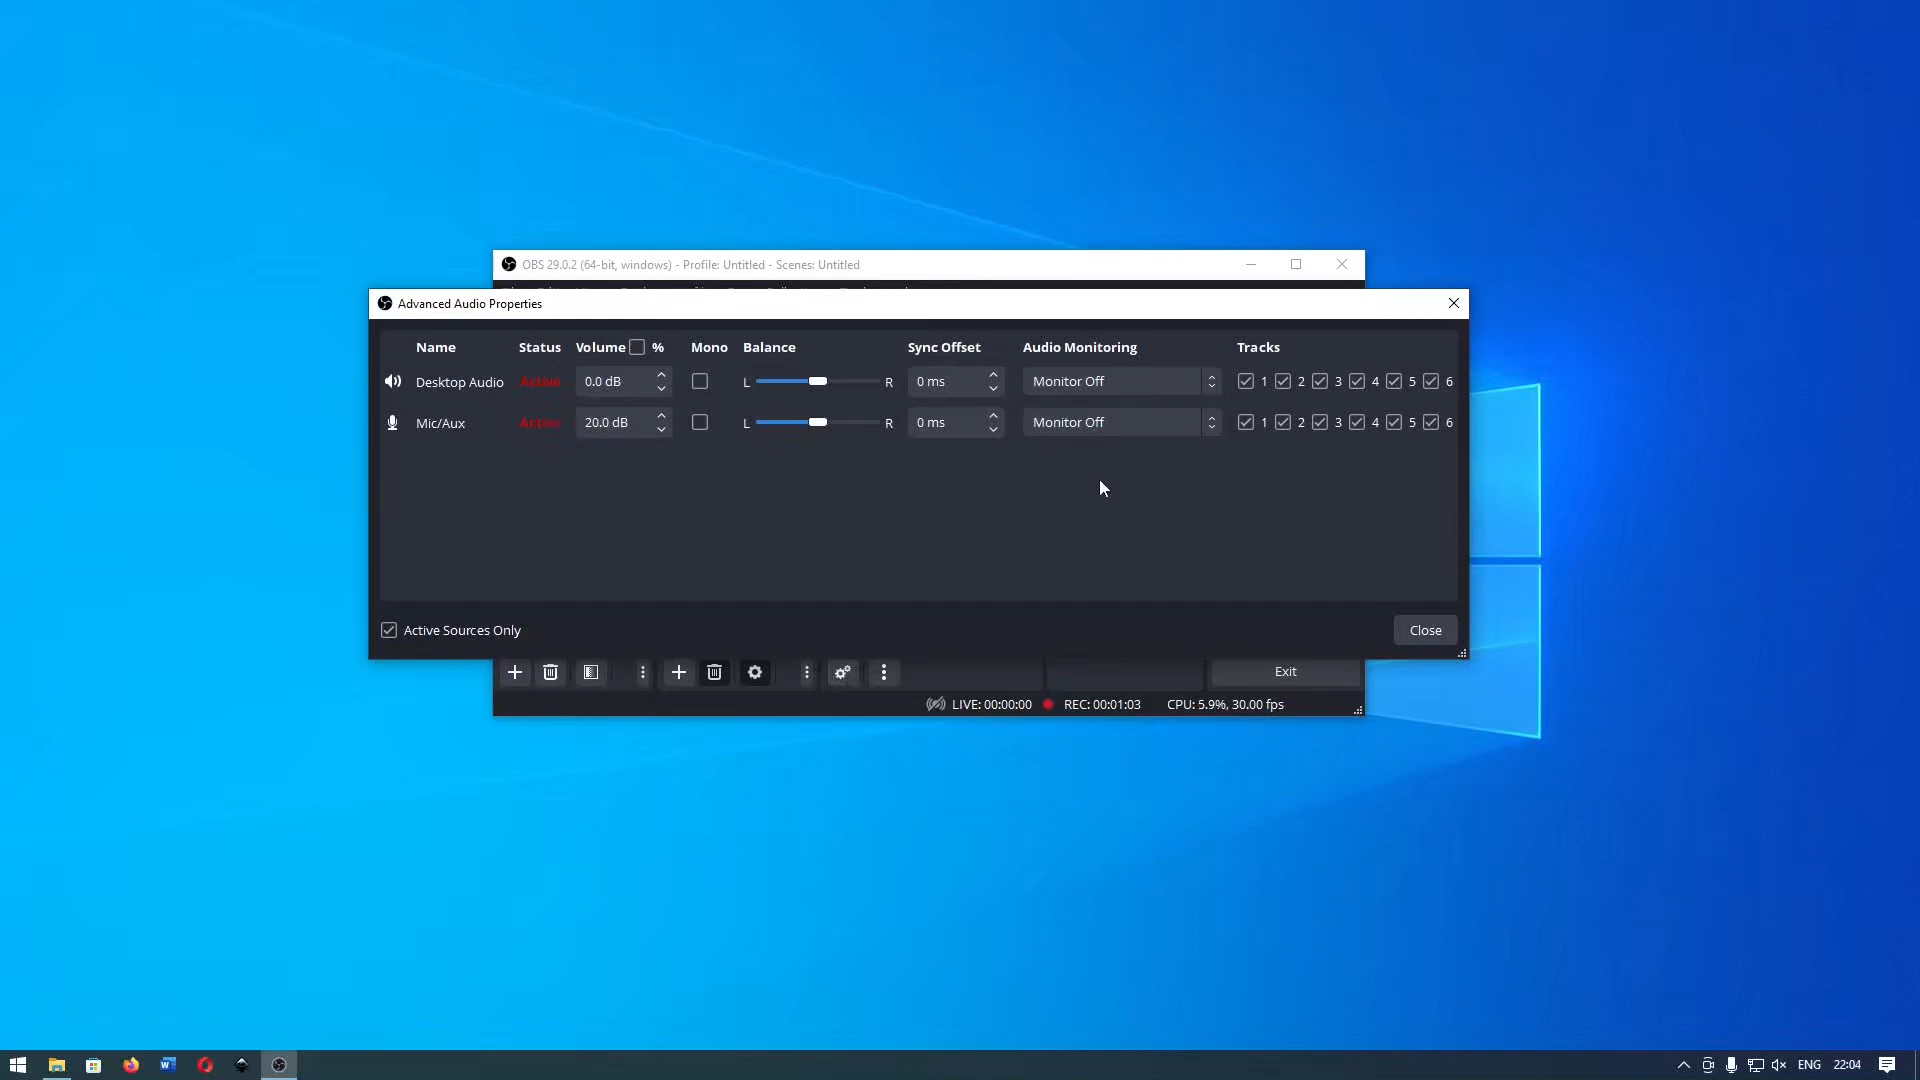 OBS 29.0.2 (64-bit, windows) - Profile: Untitled - Scenes: Untitled
Advanced Audio Properties
Name Status Volume % Mono Balance Sync Offset Audio Monitoring Tracks
Desktop Audio Active 0.0 dB L R 0 ms Monitor Off 1 2 3 4 5 6
Mic/Aux Active 20.0 dB L R 0 ms Monitor Off 1 2 3 4 5 6
Active Sources Only Close
Exit
LIVE: 00:00:00 REC: 00:01:03 CPU: 5.9%, 30.00 fps
W ENG 22:04